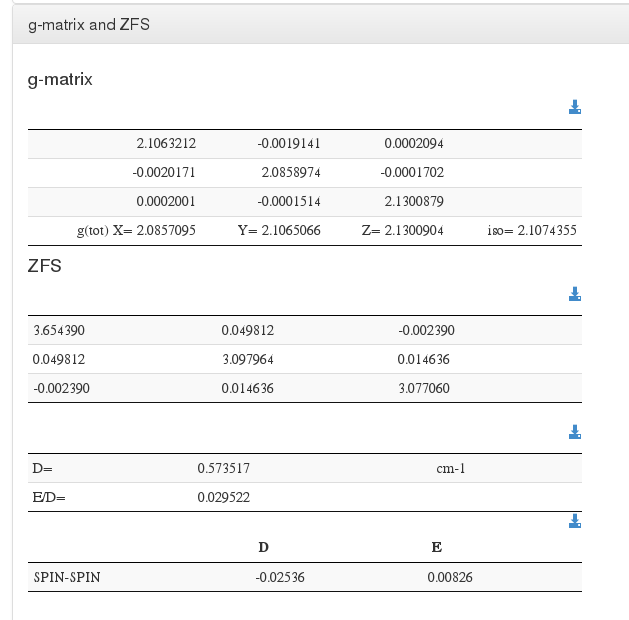 g-matrix and ZFS
g-matrix
2.1063212 -0.0019141 0.0002094
-0.0020171 2.0858974 -0.0001702
0.0002001 -0.0001514 2.1300879
g(tot) X= 2.0857095 Y= 2.1065066 Z= 2.1300904 iso= 2.1074355
ZFS
3.654390 0.049812 -0.002390
0.049812 3.097964 0.014636
-0.002390 0.014636 3.077060
D= 0.573517 cm-1
E/D= 0.029522
D E
SPIN-SPIN -0.02536 0.00826